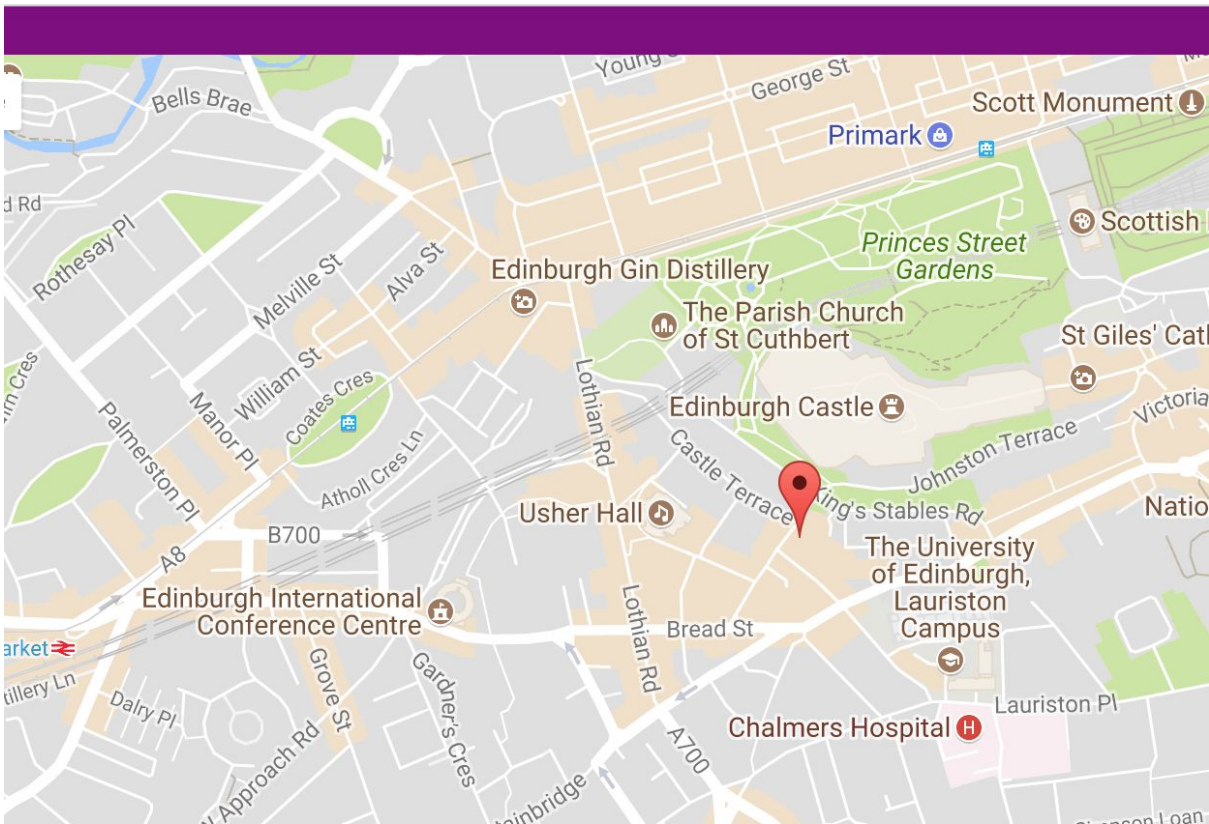 Young
George St
Bells Brae
Scott Monument
Primark
d Rd
Scottish
Rothesay Pl
Princes Street
Gardens
Alva St
Melville St
Edinburgh Gin Distillery
The Parish Church
of St Cuthbert
St Giles'
William St
Coates Cres
Lothian Rd
Edinburgh Castle
Victoria
Cres
Manor Pl
Palmerston Pl
Atholl Cres Ln
Castle Terrace
Johnston Terrace
Usher Hall
King's Stables Rd
Natio
B700
A8
The University
of Edinburgh,
Lauriston
Campus
Edinburgh International
Conference Centre
Lothian Rd
Bread St
arket
tillery Ln
Dalry Pl
Grove St
Gardner's Cres
Lauriston Pl
Chalmers Hospital
H
A700
Approach Rd
ainbridge
Loan